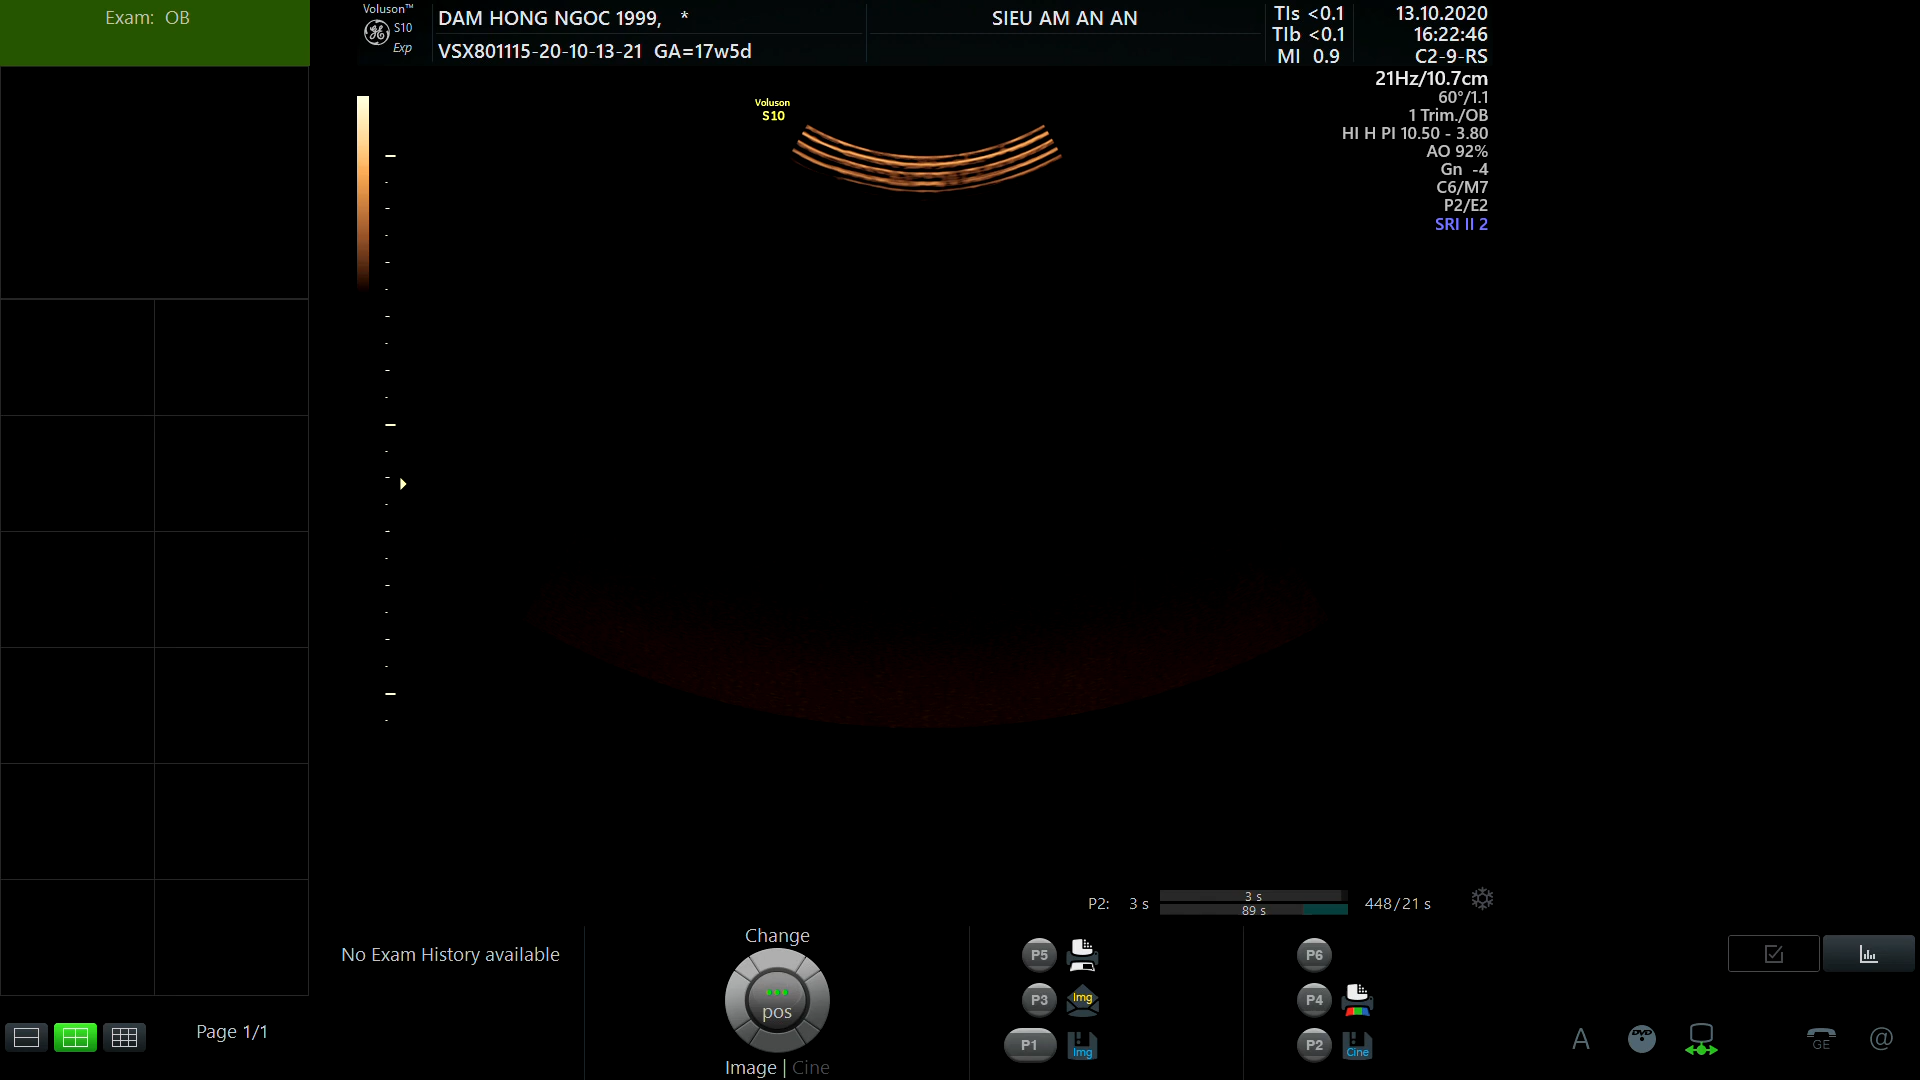 Exam: OB
Voluson™
S10
Exp
DAM HONG NGOC 1999, *
SIEU AM AN AN
VSX801115-20-10-13-21 GA=17w5d
TIs <0.1
TIb <0.1
MI 0.9
13.10.2020
16:22:46
C2-9-RS
21Hz/10.7cm
60°/1.1
1 Trim./OB
HI H PI 10.50 - 3.80
AO 92%
Gn -4
C6/M7
P2/E2
SRI II 2
Voluson
S10
P2: 3 s
3 s
89 s
448/21 s
No Exam History available
Change
pos
Image | Cine
P5
P3 Img
P1 Img
P6
P4
P2 Cine
Page 1/1
A
DVD
GE
@